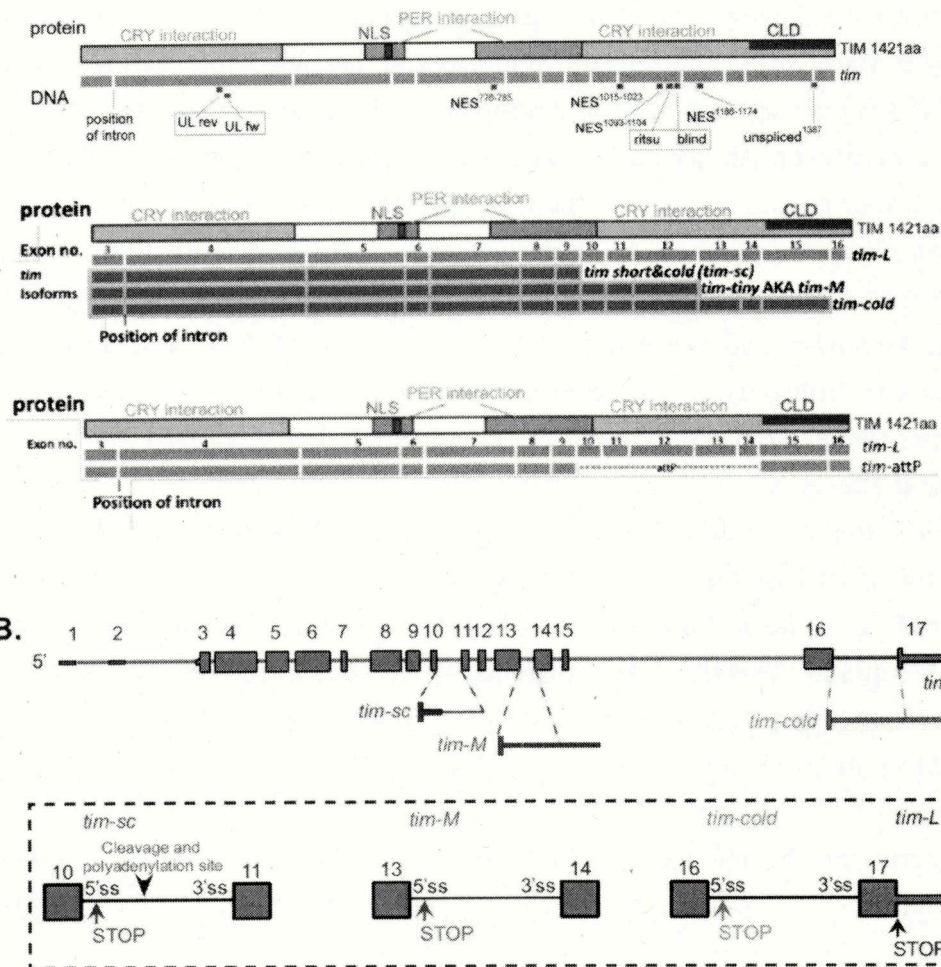 protein CRY interaction NLS PER interaction CRY interaction CLD TIM 1421aa
tim
DNA
position of intron UL rev UL fw NES776-785 NES1015-1023 NES1093-1104 ritsu blind NES1166-1174 unspliced1387
protein CRY interaction NLS PER interaction CRY interaction CLD TIM 1421aa
Exon no. 3 4 5 6 7 8 9 10 11 12 13 14 15 16 tim-L
tim tim short&cold (tim-sc)
Isoforms tim-tiny AKA tim-M
tim-cold
Position of intron
protein CRY interaction NLS PER interaction CRY interaction CLD TIM 1421aa
Exon no. 3 4 5 6 7 8 9 10 11 12 13 14 15 16 tim-L
attP tim-attP
Position of intron
B. 1 2 3 4 5 6 7 8 9 10 11 12 13 14 15 16 17
5'
tim-sc tim-cold
tim-M
tim-sc tim-M tim-cold tim-L
Cleavage and
polyadenylation site
10 5'ss 3'ss 11 13 5'ss 3'ss 14 16 5'ss 3'ss 17
STOP STOP STOP STOP